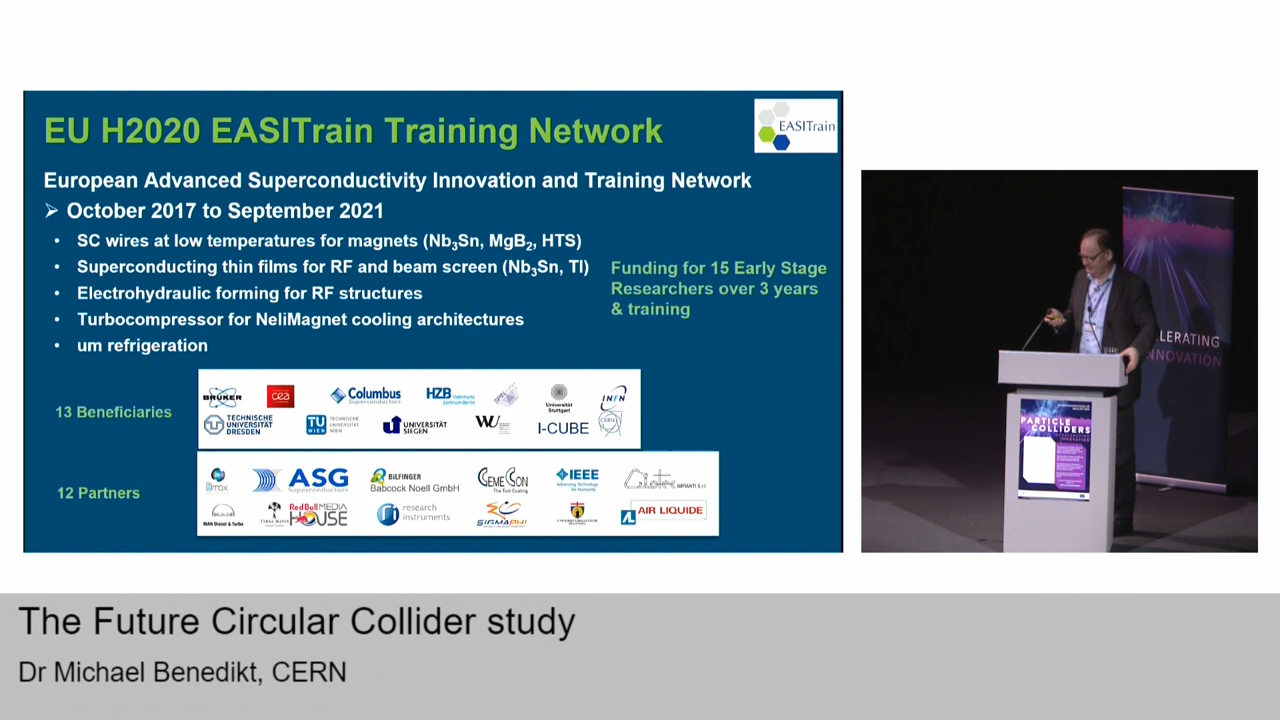 EU H2020 EASITrain Training Network
EASITrain
European Advanced Superconductivity Innovation and Training Network
➢ October 2017 to September 2021
• SC wires at low temperatures for magnets (Nb₃Sn, MgB₂, HTS)
• Superconducting thin films for RF and beam screen (Nb₃Sn, Tl)
• Electrohydraulic forming for RF structures
• Turbocompressor for NeliMagnet cooling architectures
• um refrigeration
Funding for 15 Early Stage
Researchers over 3 years
& training
13 Beneficiaries
BRUKER
cea
Columbus
Superconductors
HZB Helmholtz
Zentrum Berlin
Universität
Stuttgart
INFN
TECHNISCHE
UNIVERSITÄT
DRESDEN
TU
WIEN
TECHNISCHE
UNIVERSITÄT
WIEN
UNIVERSITÄT
SIEGEN
WU
I-CUBE
CERN
12 Partners
Bmax
ASG
Superconductors
BILFINGER
Babcock Noell GmbH
CemeCon
The Tool Coating
IEEE
Advancing Technology
for Humanity
IMPIANTI S.r.l
MAN Diesel & Turbo
TERRA MATER
Red Bull MEDIA
HOUSE
research
instruments
SIGMAPHI
AIR LIQUIDE
LERATING
INNOVATION
PARTICLE
COLLIDERS
INNOVATION
The Future Circular Collider study
Dr Michael Benedikt, CERN